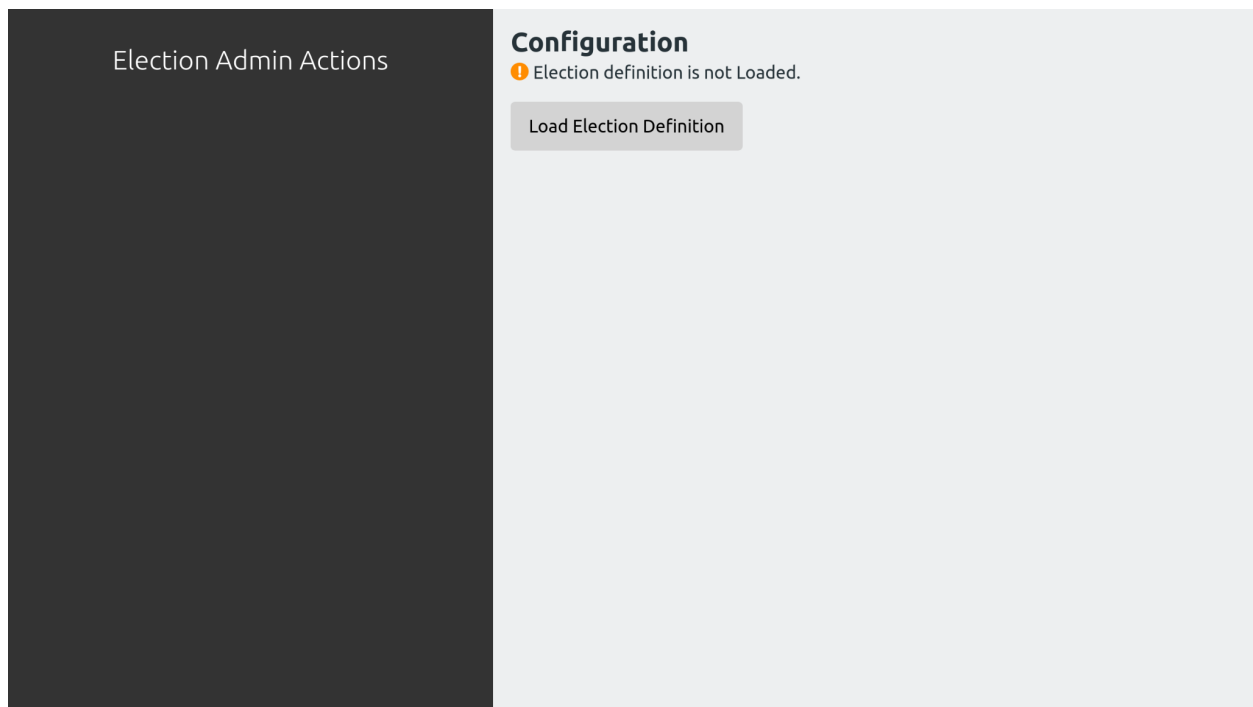 Election Admin Actions
Configuration
Election definition is not Loaded.
Load Election Definition